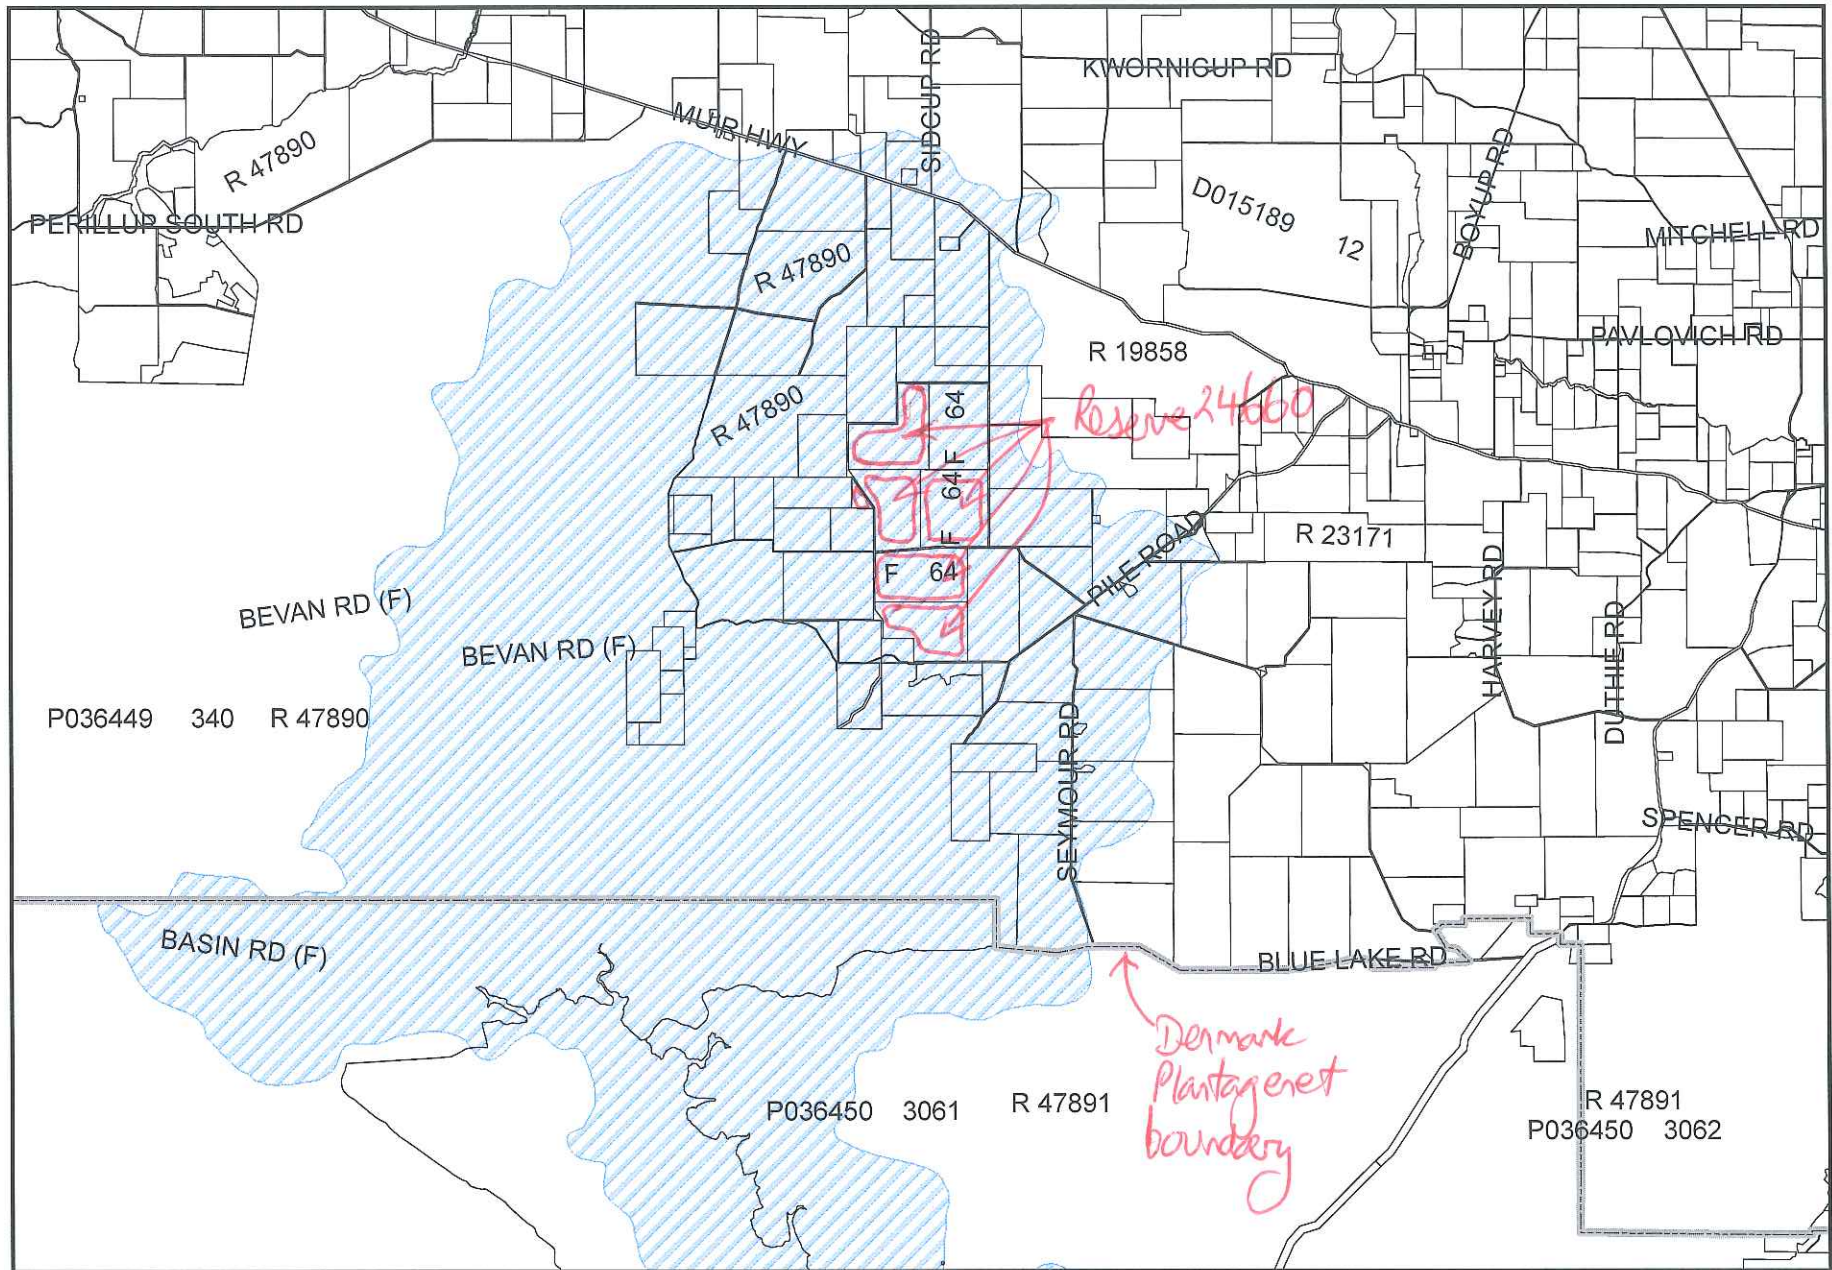 KWORNICUP RD
SIDCUP RD
MUIR HWY
R 47890
BOYUP RD
D015189
12
PERILLUP SOUTH RD
MITCHELL RD
R 47890
PAVLOVICH RD
R 19858
R 47890
64
F
Reserve 24660
64
F
R 23171
PILE ROAD
F 64
HARVEY RD
DUTHIE RD
BEVAN RD (F)
BEVAN RD (F)
P036449 340 R 47890
SEYMOUR RD
SPENCER RD
BASIN RD (F)
BLUE LAKE RD
Denmark
Plantagenet
boundary
P036450 3061 R 47891
R 47891
P036450 3062